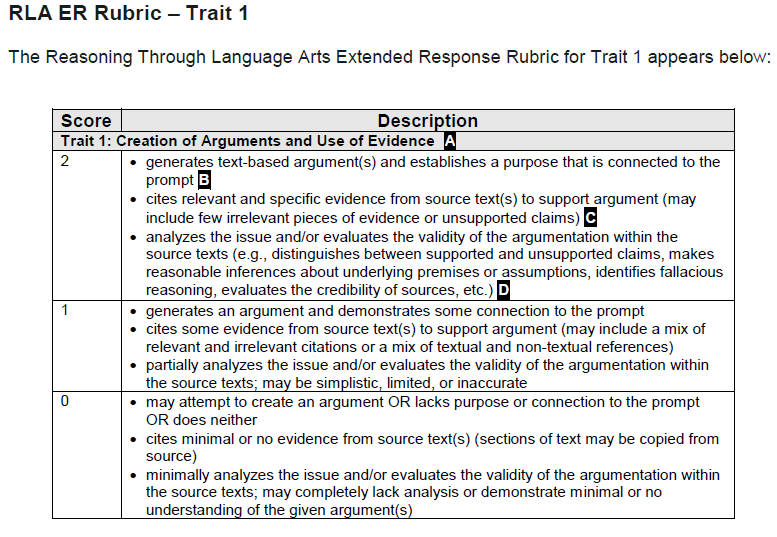 RLA ER Rubric – Trait 1
The Reasoning Through Language Arts Extended Response Rubric for Trait 1 appears below:
Score Description
Trait 1: Creation of Arguments and Use of Evidence A
2 • generates text-based argument(s) and establishes a purpose that is connected to the
prompt B
• cites relevant and specific evidence from source text(s) to support argument (may
include few irrelevant pieces of evidence or unsupported claims) C
• analyzes the issue and/or evaluates the validity of the argumentation within the
source texts (e.g., distinguishes between supported and unsupported claims, makes
reasonable inferences about underlying premises or assumptions, identifies fallacious
reasoning, evaluates the credibility of sources, etc.) D
1 • generates an argument and demonstrates some connection to the prompt
• cites some evidence from source text(s) to support argument (may include a mix of
relevant and irrelevant citations or a mix of textual and non-textual references)
• partially analyzes the issue and/or evaluates the validity of the argumentation within
the source texts; may be simplistic, limited, or inaccurate
0 • may attempt to create an argument OR lacks purpose or connection to the prompt
OR does neither
• cites minimal or no evidence from source text(s) (sections of text may be copied from
source)
• minimally analyzes the issue and/or evaluates the validity of the argumentation within
the source texts; may completely lack analysis or demonstrate minimal or no
understanding of the given argument(s)